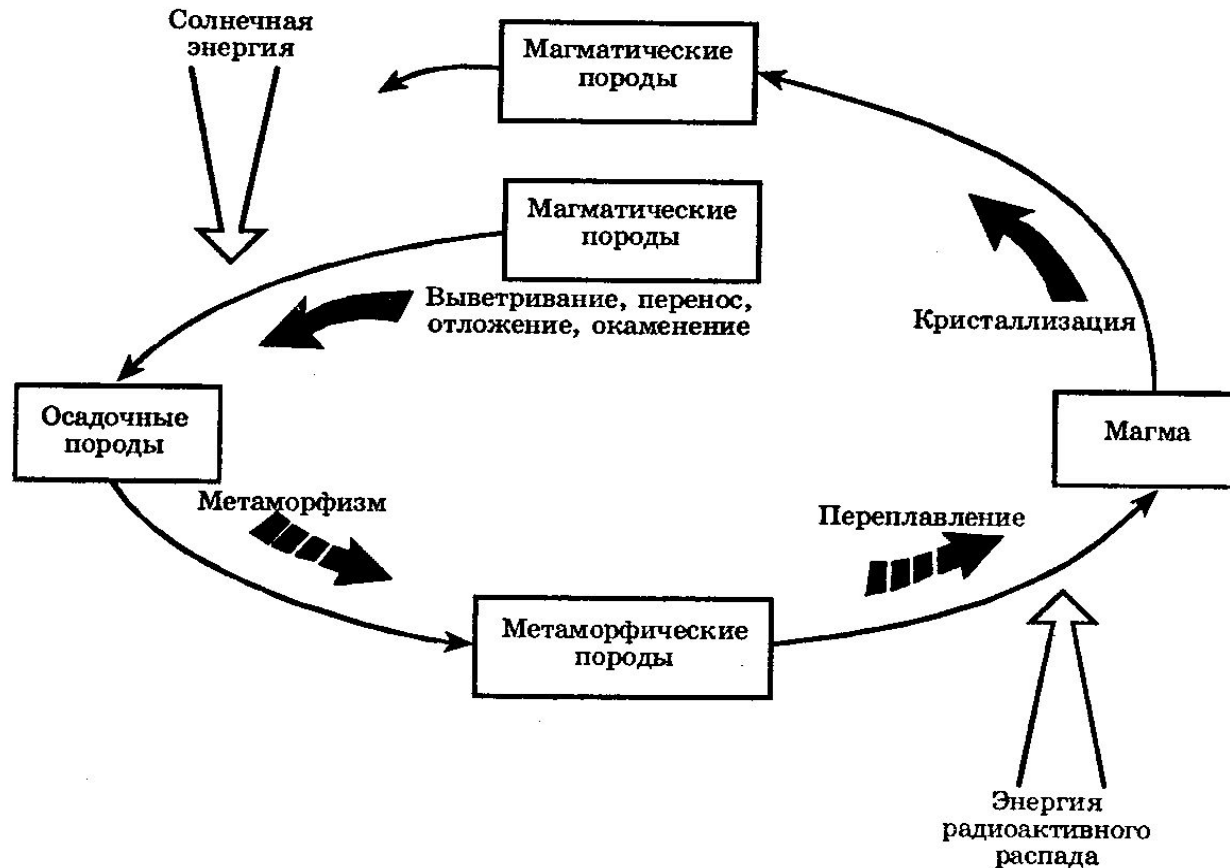 Солнечная
энергия
Магматические
породы
Магматические
породы
Выветривание, перенос,
отложение, окаменение
Кристаллизация
Осадочные
породы
Магма
Метаморфизм
Переплавление
Метаморфические
породы
Энергия
радиоактивного
распада